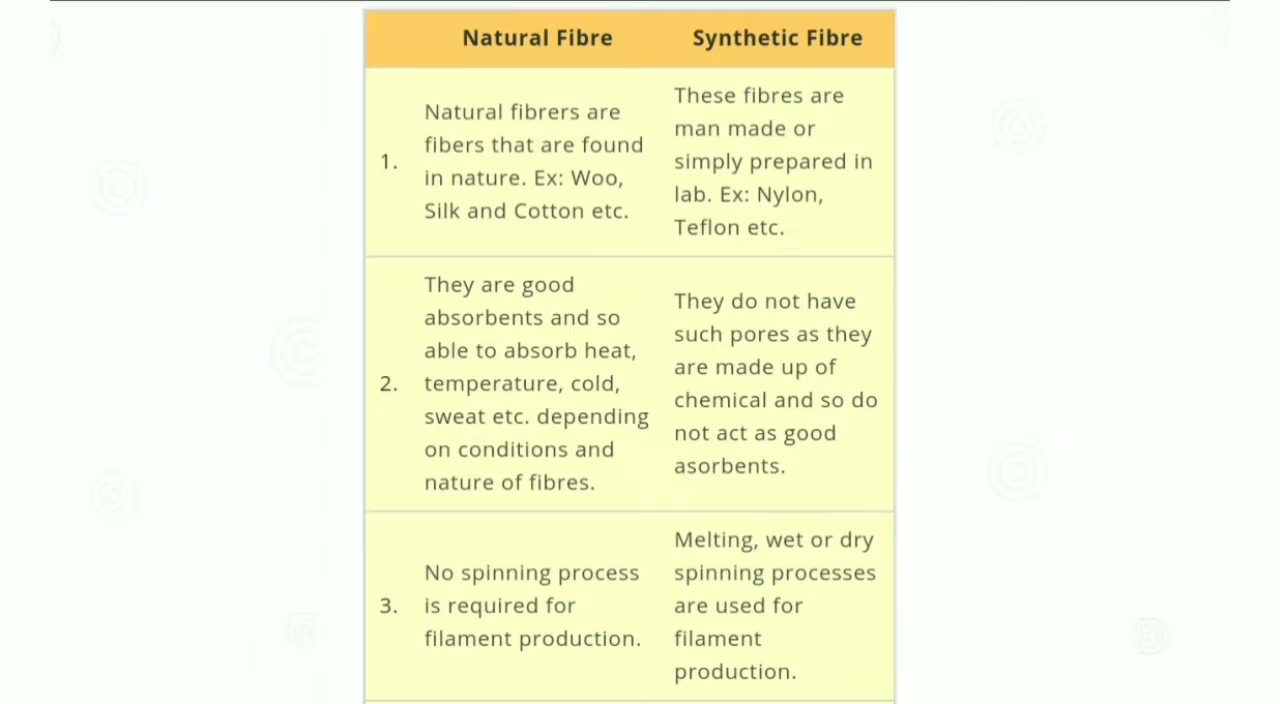 Natural Fibre
Synthetic Fibre
1.
Natural fibrers are
fibers that are found
in nature. Ex: Woo,
Silk and Cotton etc.
These fibres are
man made or
simply prepared in
lab. Ex: Nylon,
Teflon etc.
2.
They are good
absorbents and so
able to absorb heat,
temperature, cold,
sweat etc. depending
on conditions and
nature of fibres.
They do not have
such pores as they
are made up of
chemical and so do
not act as good
asorbents.
3.
No spinning process
is required for
filament production.
Melting, wet or dry
spinning processes
are used for
filament
production.